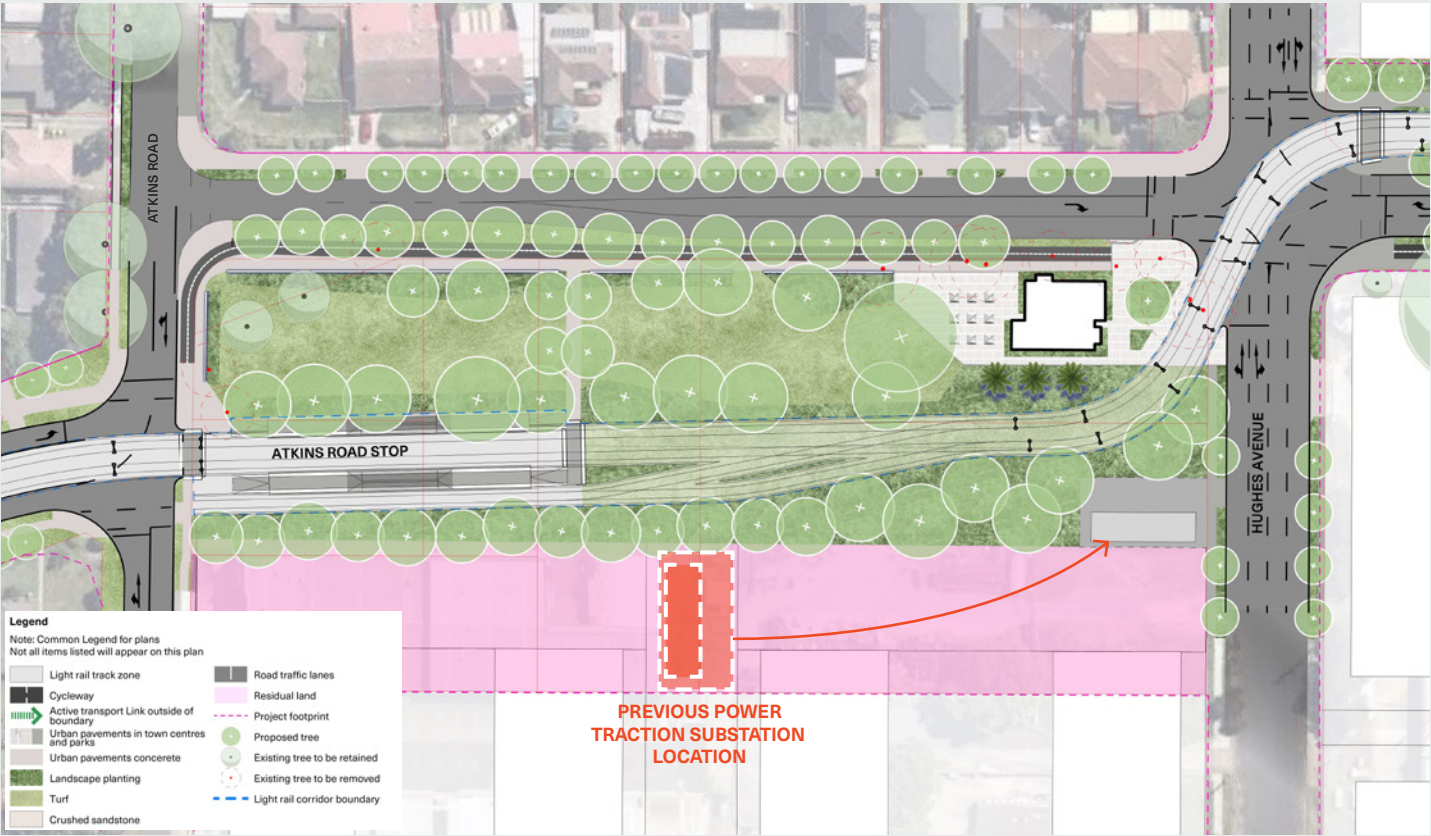 ATKINS ROAD
ATKINS ROAD STOP
HUGHES AVENUE
PREVIOUS POWER
TRACTION SUBSTATION
LOCATION
Legend
Note: Common Legend for plans
Not all items listed will appear on this plan
Light rail track zone
Cycleway
Active transport Link outside of
boundary
Urban pavements in town centres
and parks
Urban pavements concerete
Landscape planting
Turf
Crushed sandstone
Road traffic lanes
Residual land
Project footprint
Proposed tree
Existing tree to be retained
Existing tree to be removed
Light rail corridor boundary